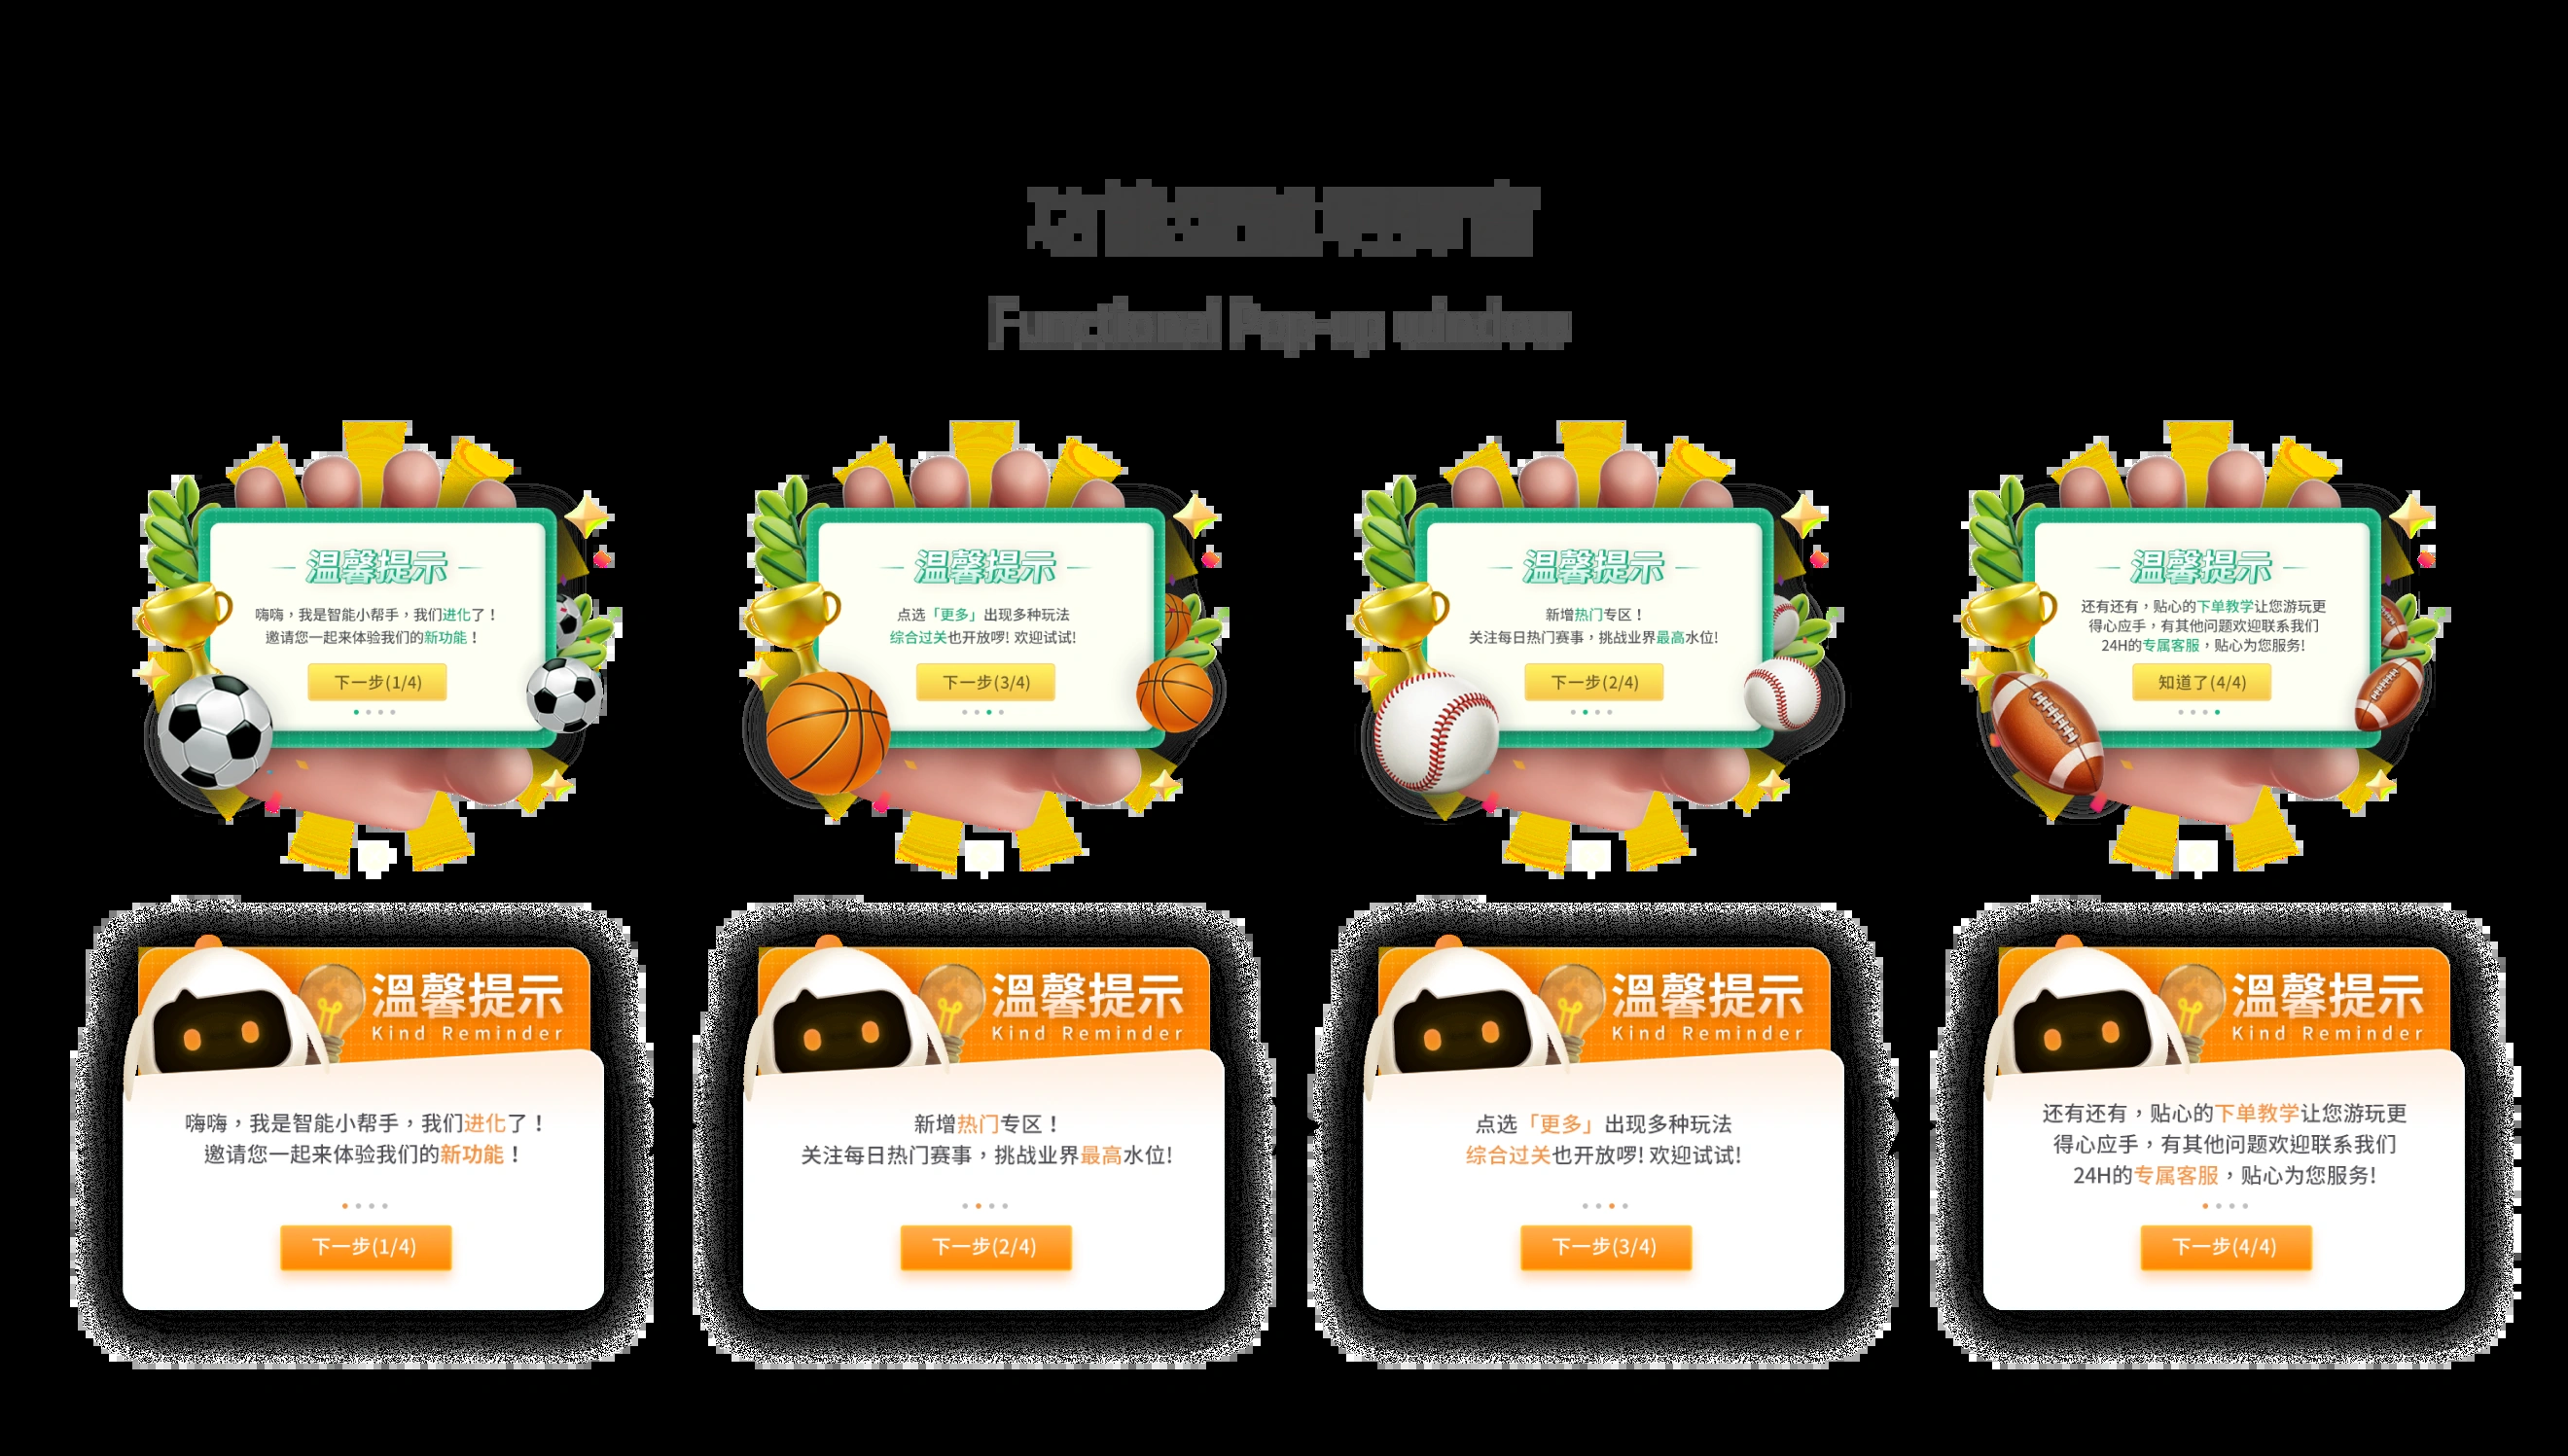 Functional Pop-up window
温馨提示
嗨嗨，我是智能小帮手，我们进化了！
邀请您一起来体验我们的新功能！
下一步(1/4)
温馨提示
点选「更多」出现多种玩法
综合过关也开放啰! 欢迎试试!
下一步(3/4)
温馨提示
新增热门专区！
关注每日热门赛事，挑战业界最高水位!
下一步(2/4)
温馨提示
还有还有，贴心的下单教学让您游玩更
得心应手，有其他问题欢迎联系我们
24H的专属客服，贴心为您服务!
知道了(4/4)
溫馨提示
Kind Reminder
嗨嗨，我是智能小帮手，我们进化了！
邀请您一起来体验我们的新功能！
下一步(1/4)
溫馨提示
Kind Reminder
新增热门专区！
关注每日热门赛事，挑战业界最高水位!
下一步(2/4)
溫馨提示
Kind Reminder
点选「更多」出现多种玩法
综合过关也开放啰! 欢迎试试!
下一步(3/4)
溫馨提示
Kind Reminder
还有还有，贴心的下单教学让您游玩更
得心应手，有其他问题欢迎联系我们
24H的专属客服，贴心为您服务!
下一步(4/4)